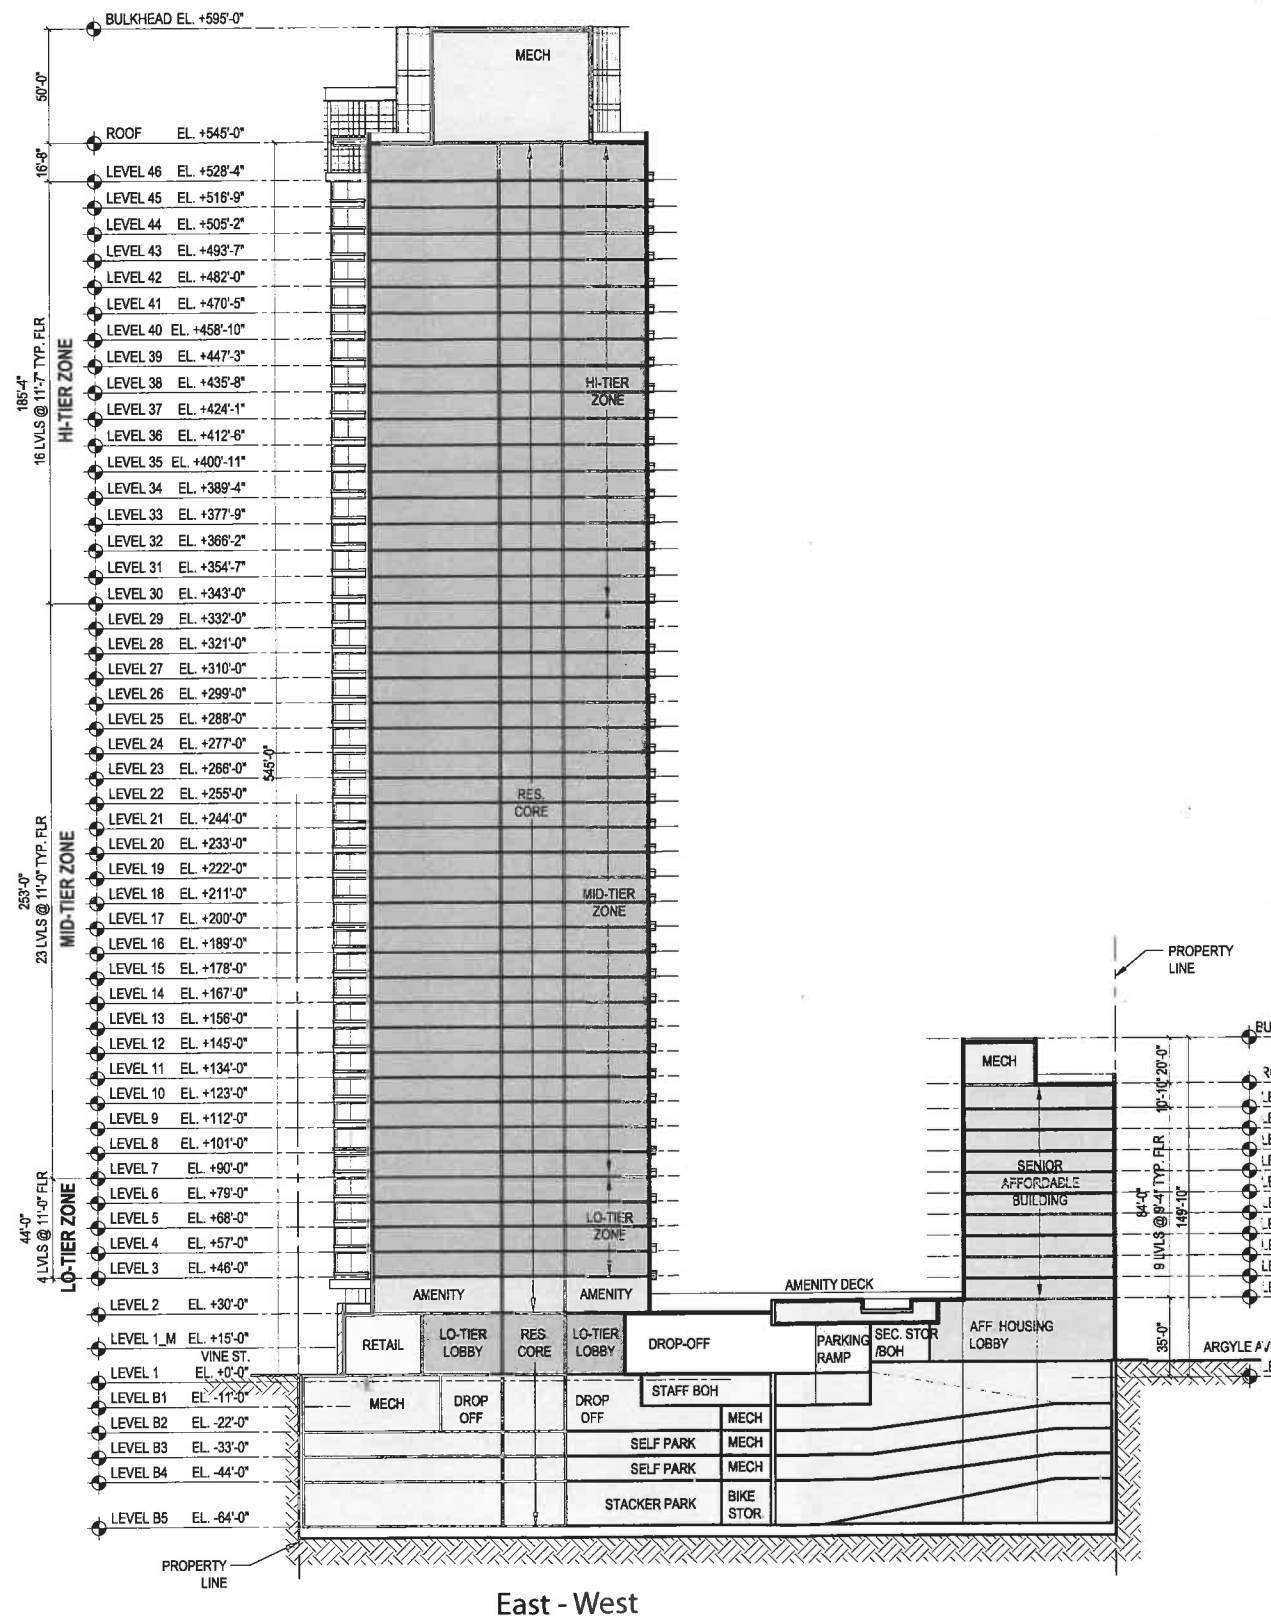 BULKHEAD EL. +595'-0"
MECH
50'-0"
ROOF EL. +545'-0"
16'-8"
LEVEL 46 EL. +528'-4"
LEVEL 45 EL. +516'-9"
LEVEL 44 EL. +505'-2"
LEVEL 43 EL. +493'-7"
LEVEL 42 EL. +482'-0"
LEVEL 41 EL. +470'-5"
LEVEL 40 EL. +458'-10"
LEVEL 39 EL. +447'-3"
LEVEL 38 EL. +435'-8"
LEVEL 37 EL. +424'-1"
LEVEL 36 EL. +412'-6"
LEVEL 35 EL. +400'-11"
LEVEL 34 EL. +389'-4"
LEVEL 33 EL. +377'-9"
LEVEL 32 EL. +366'-2"
LEVEL 31 EL. +354'-7"
LEVEL 30 EL. +343'-0"
185'-4"
16 LVLS @ 11'-7" TYP. FLR
HI-TIER ZONE
HI-TIER
ZONE
LEVEL 29 EL. +332'-0"
LEVEL 28 EL. +321'-0"
LEVEL 27 EL. +310'-0"
LEVEL 26 EL. +299'-0"
LEVEL 25 EL. +288'-0"
LEVEL 24 EL. +277'-0"
LEVEL 23 EL. +266'-0"
LEVEL 22 EL. +255'-0"
LEVEL 21 EL. +244'-0"
LEVEL 20 EL. +233'-0"
LEVEL 19 EL. +222'-0"
LEVEL 18 EL. +211'-0"
LEVEL 17 EL. +200'-0"
LEVEL 16 EL. +189'-0"
LEVEL 15 EL. +178'-0"
LEVEL 14 EL. +167'-0"
LEVEL 13 EL. +156'-0"
LEVEL 12 EL. +145'-0"
LEVEL 11 EL. +134'-0"
LEVEL 10 EL. +123'-0"
LEVEL 9 EL. +112'-0"
LEVEL 8 EL. +101'-0"
LEVEL 7 EL. +90'-0"
545'-0"
253'-0"
23 LVLS @ 11'-0" TYP. FLR
MID-TIER ZONE
RES.
CORE
MID-TIER
ZONE
LEVEL 6 EL. +79'-0"
LEVEL 5 EL. +68'-0"
LEVEL 4 EL. +57'-0"
LEVEL 3 EL. +46'-0"
44'-0"
4 LVLS @ 11'-0" FLR
LO-TIER ZONE
LO-TIER
ZONE
LEVEL 2 EL. +30'-0"
LEVEL 1_M EL. +15'-0"
VINE ST.
LEVEL 1 EL. +0'-0"
LEVEL B1 EL. -11'-0"
LEVEL B2 EL. -22'-0"
LEVEL B3 EL. -33'-0"
LEVEL B4 EL. -44'-0"
LEVEL B5 EL. -64'-0"
AMENITY
AMENITY
AMENITY DECK
RETAIL
LO-TIER
LOBBY
RES.
CORE
LO-TIER
LOBBY
DROP-OFF
PARKING
RAMP
SEC. STOR
/BOH
AFF. HOUSING
LOBBY
MECH
DROP
OFF
DROP
OFF
STAFF BOH
MECH
SELF PARK
MECH
SELF PARK
MECH
STACKER PARK
BIKE
STOR
PROPERTY
LINE
PROPERTY
LINE
MECH
SENIOR
AFFORDABLE
BUILDING
10'-10"
20'-0"
84'-0"
9 LVLS @ 9'-4" TYP. FLR
149'-10"
35'-0"
BU
ARGYLE AV
East - West